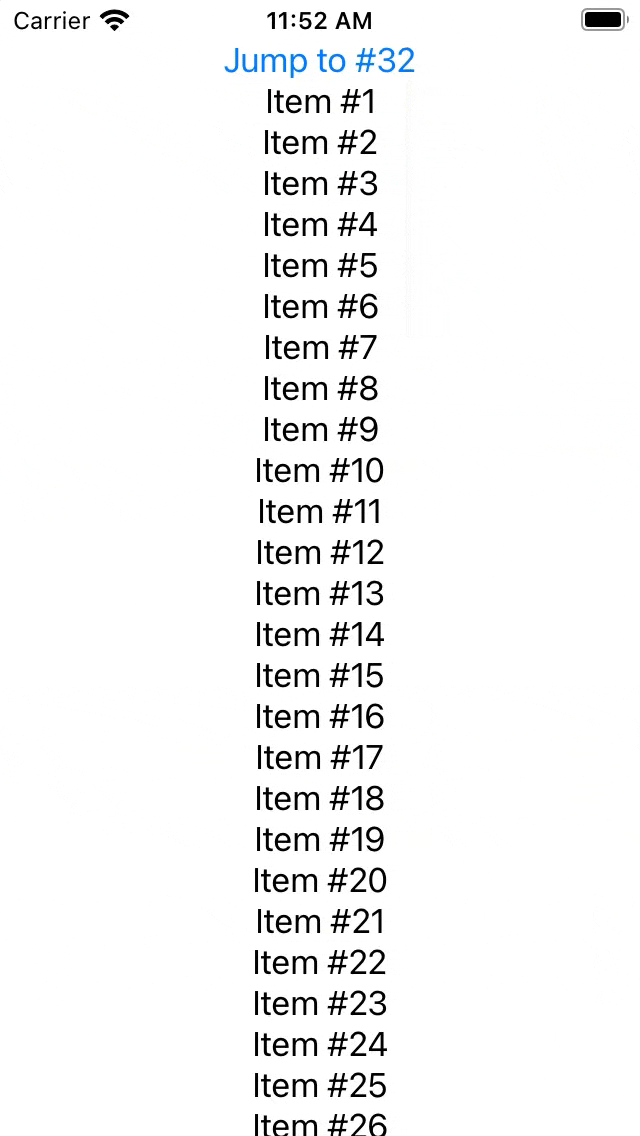 Carrier 11:52 AM
Jump to #32
Item #1
Item #2
Item #3
Item #4
Item #5
Item #6
Item #7
Item #8
Item #9
Item #10
Item #11
Item #12
Item #13
Item #14
Item #15
Item #16
Item #17
Item #18
Item #19
Item #20
Item #21
Item #22
Item #23
Item #24
Item #25
Item #26